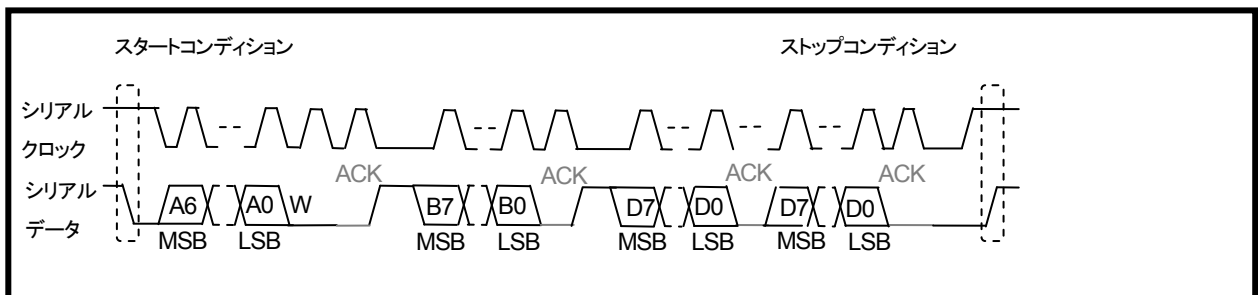 スタートコンディション ストップコンディション
シリアル
クロック
ACK ACK ACK ACK
シリアル
データ
A6 A0 W B7 B0 D7 D0 D7 D0
MSB LSB MSB LSB MSB LSB MSB LSB